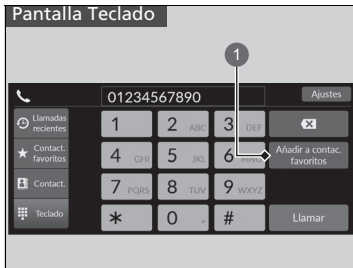 Pantalla Teclado
1
01234567890
Ajustes
Llamadas
recientes
1
2 ABC
3 DEF
Contact.
favoritos
4 GHI
5 JKL
6 MNO
Añadir a contac.
favoritos
Contact.
7 PQRS
8 TUV
9 WXYZ
Teclado
*
0 +
#
Llamar